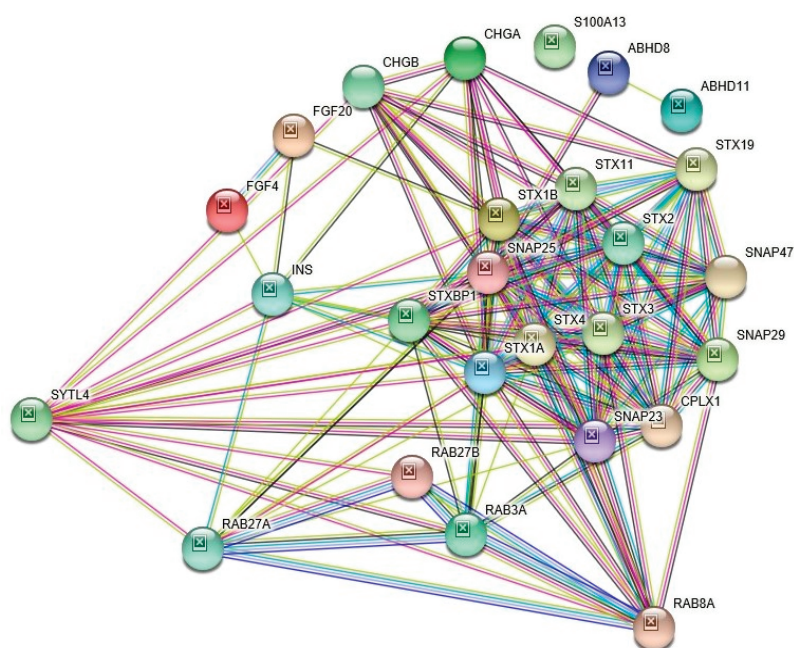 S100A13
CHGA
ABHD8
CHGB
ABHD11
FGF20
STX19
STX11
FGF4
STX1B
STX2
SNAP25
SNAP47
INS
STXBP1
STX3
STX4
SNAP29
STX1A
SYTL4
CPLX1
SNAP23
RAB27B
RAB3A
RAB27A
RAB8A